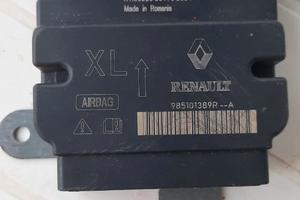 Made in Romania
XL
RENAULT
AIRBAG
985101389R--A